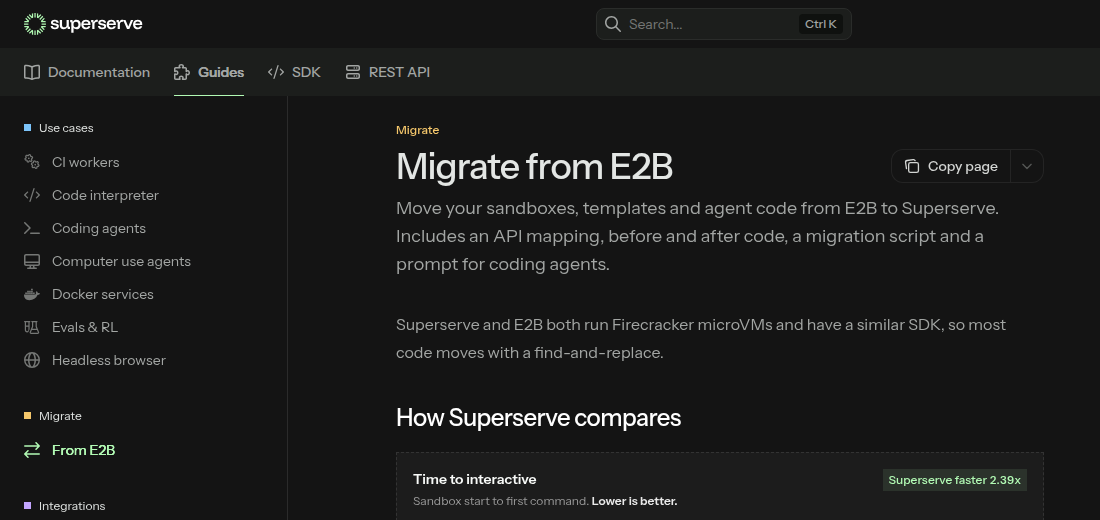 superserve
Search...
Ctrl K
Documentation
Guides
SDK
REST API
Use cases
CI workers
Code interpreter
Coding agents
Computer use agents
Docker services
Evals & RL
Headless browser
Migrate
From E2B
Integrations
Migrate
Migrate from E2B
Copy page
Move your sandboxes, templates and agent code from E2B to Superserve.
Includes an API mapping, before and after code, a migration script and a
prompt for coding agents.
Superserve and E2B both run Firecracker microVMs and have a similar SDK, so most
code moves with a find-and-replace.
How Superserve compares
Time to interactive
Superserve faster 2.39x
Sandbox start to first command. Lower is better.